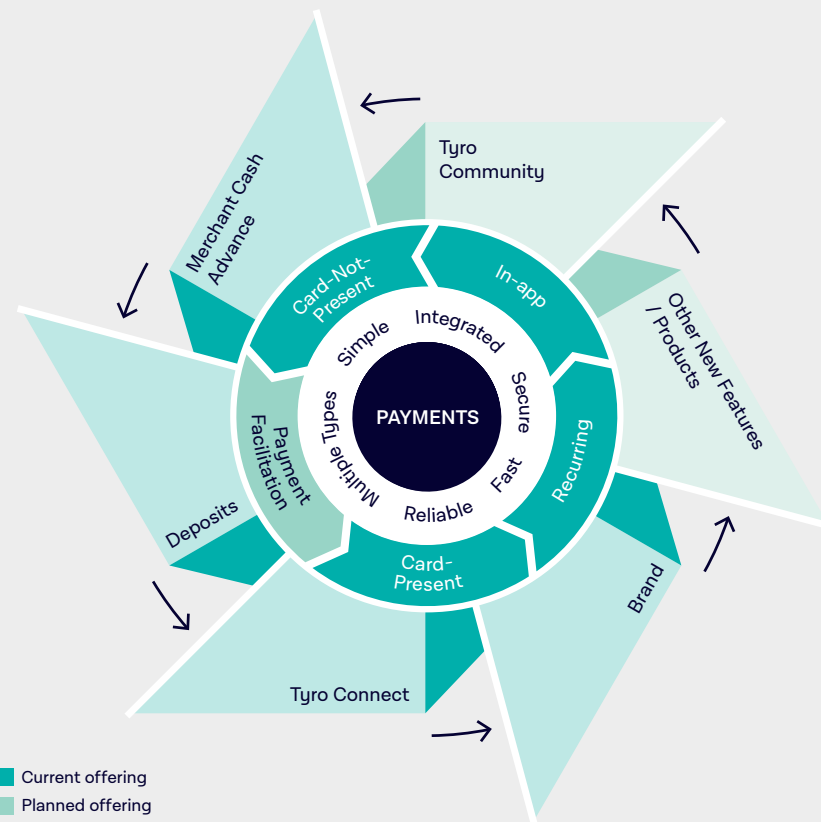 Tyro
Community
Merchant Cash
Advance
Card-Not-
Present
In-app
Other New Features
/ Products
Simple
Integrated
Secure
PAYMENTS
Multiple Types
Fast
Reliable
Recurring
Payment
Facilitation
Deposits
Card-
Present
Brand
Tyro Connect
Current offering
Planned offering